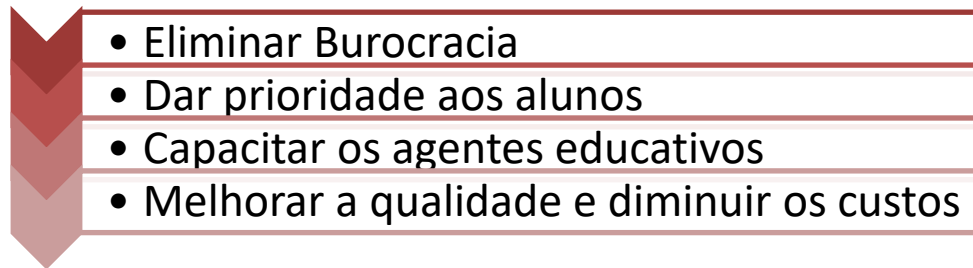 • Eliminar Burocracia
• Dar prioridade aos alunos
• Capacitar os agentes educativos
• Melhorar a qualidade e diminuir os custos